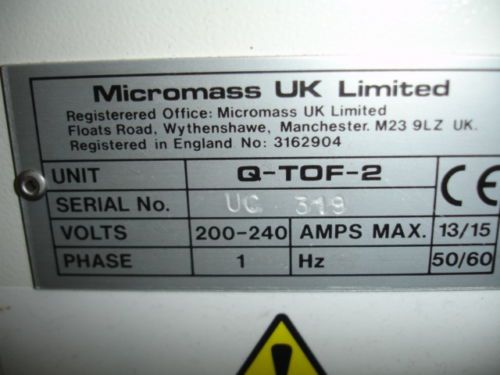 Micromass UK Limited
Registerered Office: Micromass UK Limited
Floats Road, Wythenshawe, Manchester. M23 9LZ UK.
Registered in England No: 3162904
UNIT Q-TOF-2
SERIAL No. UC 319
VOLTS 200-240 AMPS MAX. 13/15
PHASE 1 Hz 50/60
CE